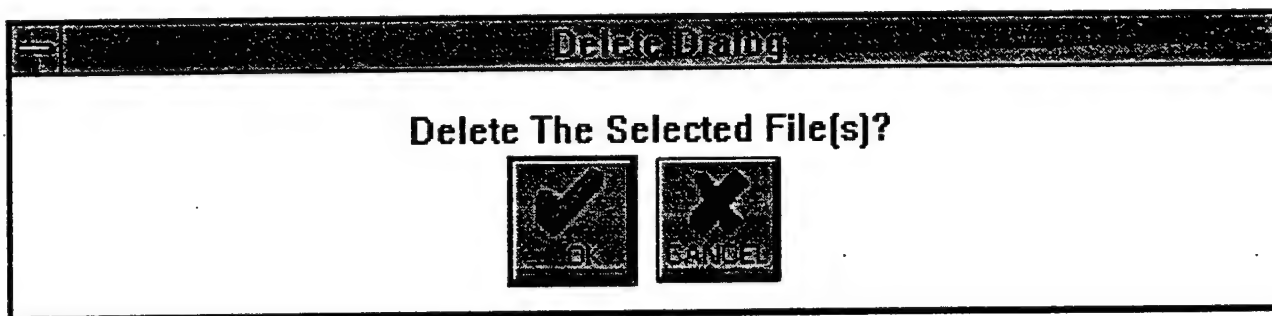 Delete Dialog
Delete The Selected File(s)?
OK CANCEL